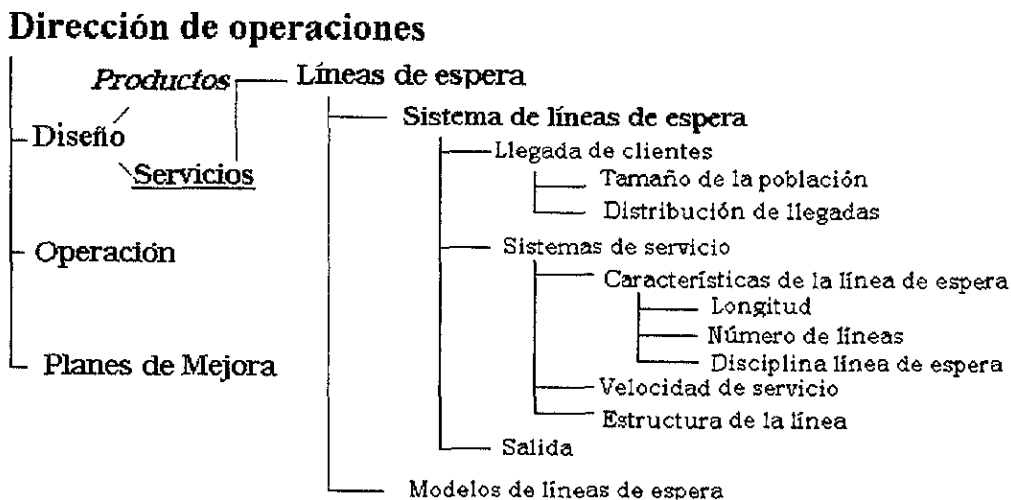 Dirección de operaciones
Productos
Líneas de espera
Sistema de líneas de espera
Diseño
Llegada de clientes
Servicios
Tamaño de la población
Distribución de llegadas
Operación
Sistemas de servicio
Características de la línea de espera
Longitud
Número de líneas
Disciplina línea de espera
Planes de Mejora
Velocidad de servicio
Estructura de la línea
Salida
Modelos de líneas de espera